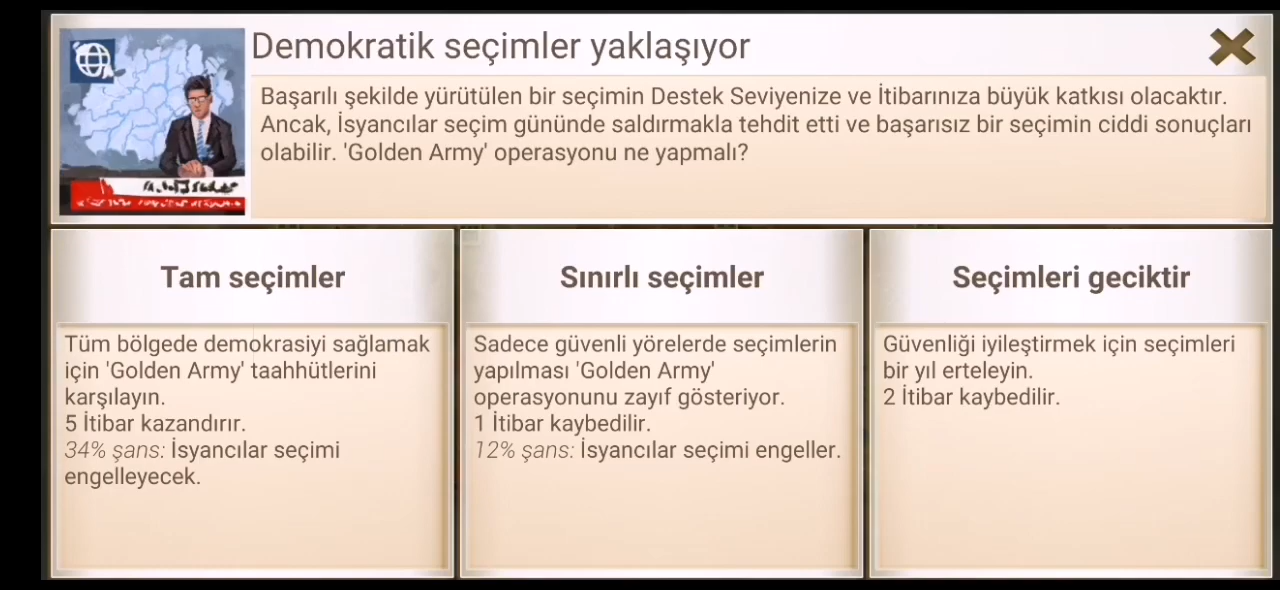 Demokratik seçimler yaklaşıyor
Başarılı şekilde yürütülen bir seçimin Destek Seviyenize ve İtibarınıza büyük katkısı olacaktır.
Ancak, İsyancılar seçim gününde saldırmakla tehdit etti ve başarısız bir seçimin ciddi sonuçları
olabilir. 'Golden Army' operasyonu ne yapmalı?
Tam seçimler
Tüm bölgede demokrasiyi sağlamak
için 'Golden Army' taahhütlerini
karşılayın.
5 İtibar kazandırır.
34% şans: İsyancılar seçimi
engelleyecek.
Sınırlı seçimler
Sadece güvenli yörelerde seçimlerin
yapılması 'Golden Army'
operasyonunu zayıf gösteriyor.
1 İtibar kaybedilir.
12% şans: İsyancılar seçimi engeller.
Seçimleri geciktir
Güvenliği iyileştirmek için seçimleri
bir yıl erteleyin.
2 İtibar kaybedilir.